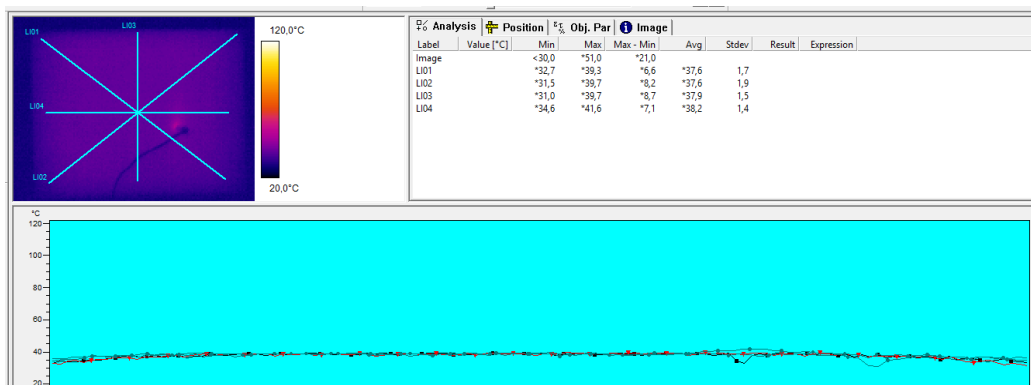 LI03
LI01
LI04
LI02
120,0°C
20,0°C
Analysis Position Obj. Par Image
Label Value [°C] Min Max Max - Min Avg Stdev Result Expression
Image <30,0 *51,0 *21,0
LI01 *32,7 *39,3 *6,6 *37,6 1,7
LI02 *31,5 *39,7 *8,2 *37,6 1,9
LI03 *31,0 *39,7 *8,7 *37,9 1,5
LI04 *34,6 *41,6 *7,1 *38,2 1,4
°C
120
100
80
60
40
20